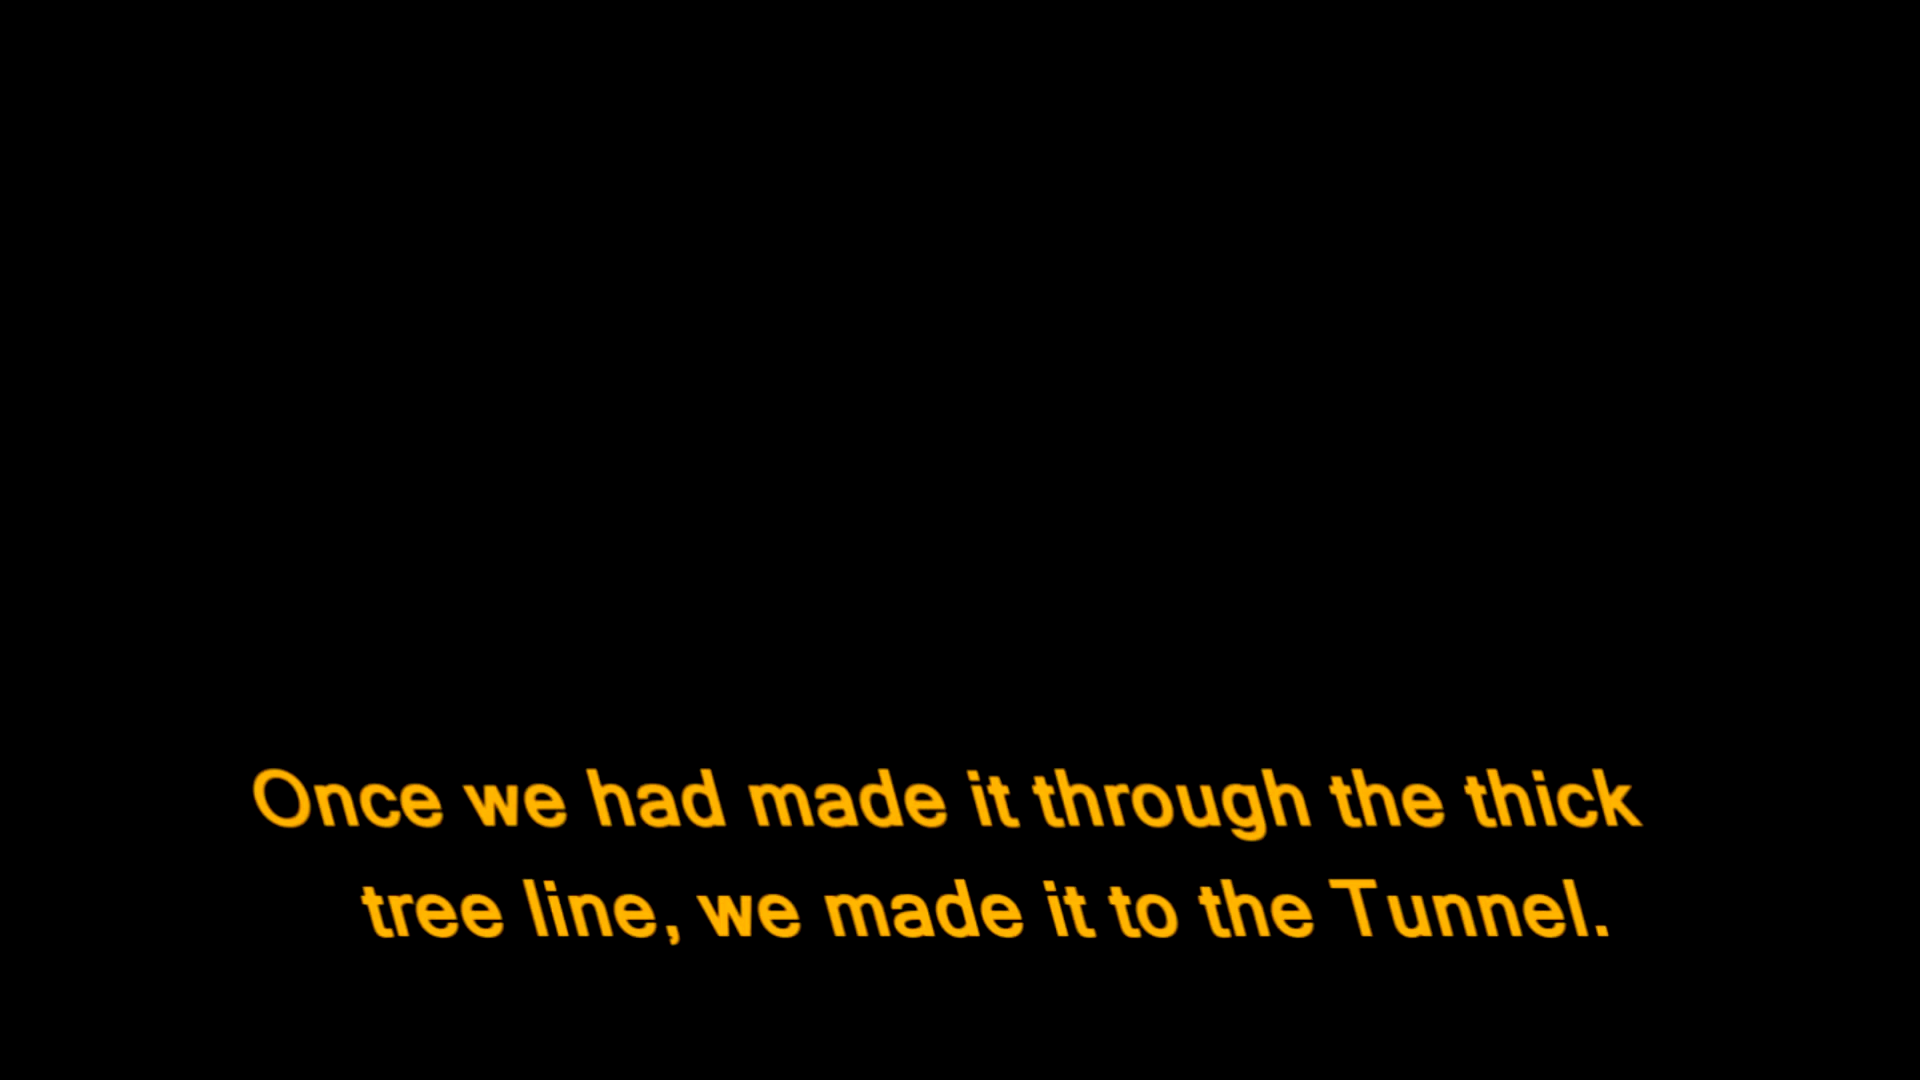 Once we had made it through the thick
tree line, we made it to the Tunnel.